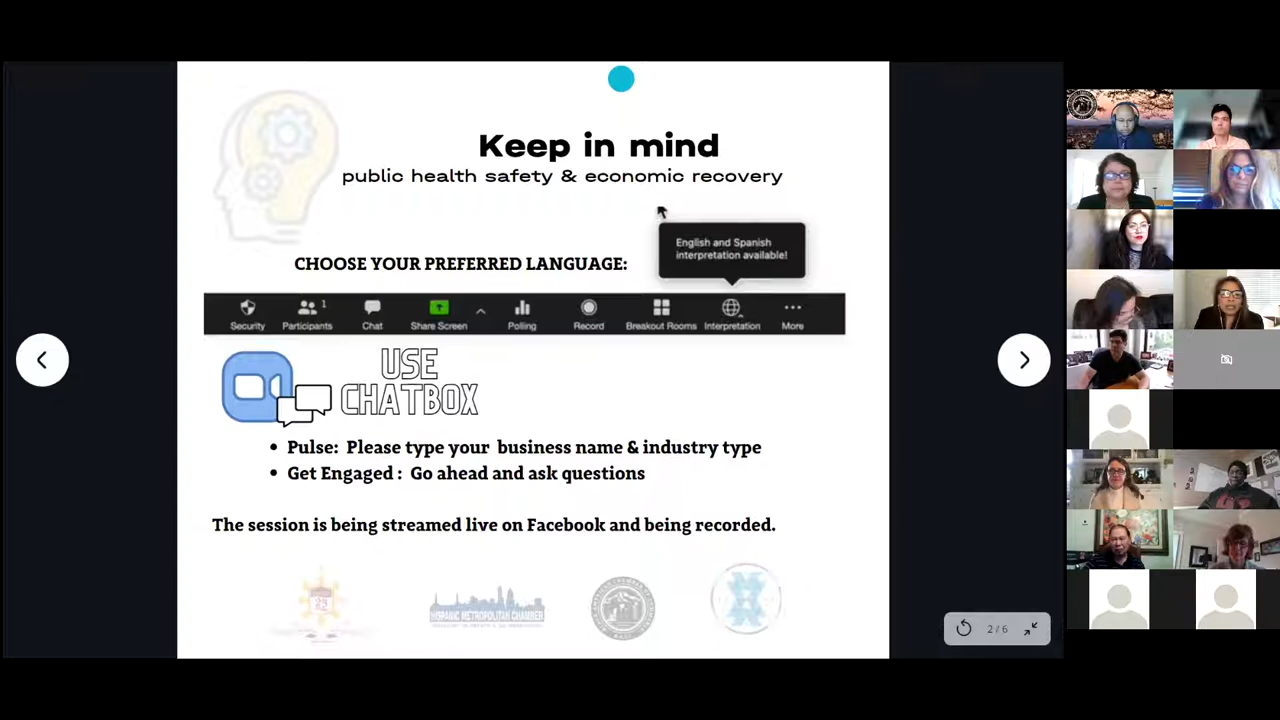 Keep in mind
public health safety & economic recovery
English and Spanish
interpretation available!
CHOOSE YOUR PREFERRED LANGUAGE:
Security
Participants 1
Chat
Share Screen
Polling
Record
Breakout Rooms
Interpretation
More
USE
CHATBOX
• Pulse: Please type your business name & industry type
• Get Engaged : Go ahead and ask questions
The session is being streamed live on Facebook and being recorded.
HISPANIC METROPOLITAN CHAMBER
2/6